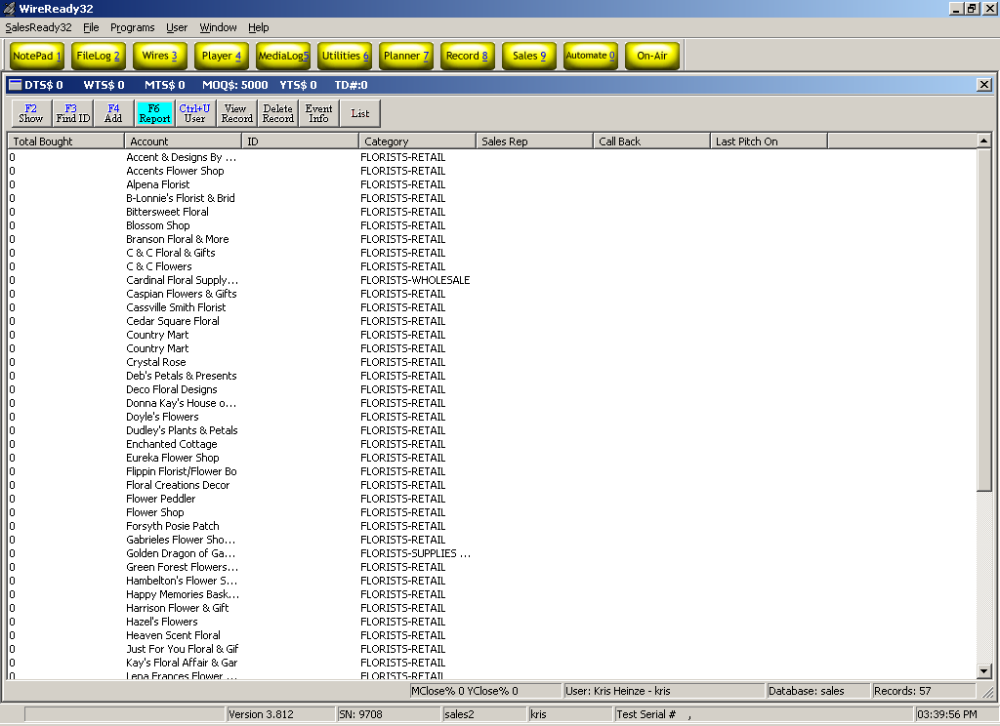 WireReady32
SalesReady32 File Programs User Window Help
NotePad 1 FileLog 2 Wires 3 Player 4 MediaLog5 Utilities 6 Planner 7 Record 8 Sales 9 Automate 0 On-Air
DTS$ 0 WTS$ 0 MTS$ 0 MOQ$: 5000 YTS$ 0 TD#:0
F2 F3 F4 F6 Ctrl+U View Delete Event
Show Find ID Add Report User Record Record Info List
Total Bought Account ID Category Sales Rep Call Back Last Pitch On
0 Accent & Designs By ... FLORISTS-RETAIL
0 Accents Flower Shop FLORISTS-RETAIL
0 Alpena Florist FLORISTS-RETAIL
0 B-Lonnie's Florist & Brid FLORISTS-RETAIL
0 Bittersweet Floral FLORISTS-RETAIL
0 Blossom Shop FLORISTS-RETAIL
0 Branson Floral & More FLORISTS-RETAIL
0 C & C Floral & Gifts FLORISTS-RETAIL
0 C & C Flowers FLORISTS-RETAIL
0 Cardinal Floral Supply... FLORISTS-WHOLESALE
0 Caspian Flowers & Gifts FLORISTS-RETAIL
0 Cassville Smith Florist FLORISTS-RETAIL
0 Cedar Square Floral FLORISTS-RETAIL
0 Country Mart FLORISTS-RETAIL
0 Country Mart FLORISTS-RETAIL
0 Crystal Rose FLORISTS-RETAIL
0 Deb's Petals & Presents FLORISTS-RETAIL
0 Deco Floral Designs FLORISTS-RETAIL
0 Donna Kay's House o... FLORISTS-RETAIL
0 Doyle's Flowers FLORISTS-RETAIL
0 Dudley's Plants & Petals FLORISTS-RETAIL
0 Enchanted Cottage FLORISTS-RETAIL
0 Eureka Flower Shop FLORISTS-RETAIL
0 Flippin Florist/Flower Bo FLORISTS-RETAIL
0 Floral Creations Decor FLORISTS-RETAIL
0 Flower Peddler FLORISTS-RETAIL
0 Flower Shop FLORISTS-RETAIL
0 Forsyth Posie Patch FLORISTS-RETAIL
0 Gabrieles Flower Sho... FLORISTS-RETAIL
0 Golden Dragon of Ga... FLORISTS-SUPPLIES ...
0 Green Forest Flowers... FLORISTS-RETAIL
0 Hambelton's Flower S... FLORISTS-RETAIL
0 Happy Memories Bask... FLORISTS-RETAIL
0 Harrison Flower & Gift FLORISTS-RETAIL
0 Hazel's Flowers FLORISTS-RETAIL
0 Heaven Scent Floral FLORISTS-RETAIL
0 Just For You Floral & Gif FLORISTS-RETAIL
0 Kay's Floral Affair & Gar FLORISTS-RETAIL
0 Lena Frances Flower ... FLORISTS-RETAIL
MClose% 0 YClose% 0 User: Kris Heinze - kris Database: sales Records: 57
Version 3.812 SN: 9708 sales2 kris Test Serial # , 03:39:56 PM